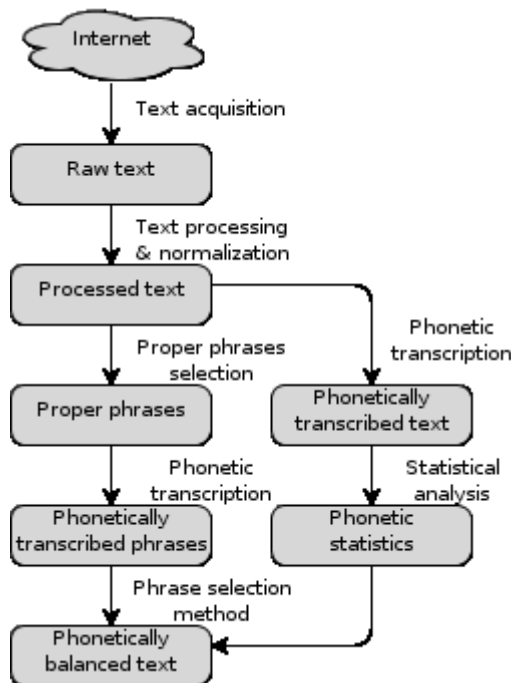 Internet
Text acquisition
Raw text
Text processing
& normalization
Processed text
Proper phrases
selection
Phonetic
transcription
Proper phrases
Phonetically
transcribed text
Phonetic
transcription
Statistical
analysis
Phonetically
transcribed phrases
Phonetic
statistics
Phrase selection
method
Phonetically
balanced text